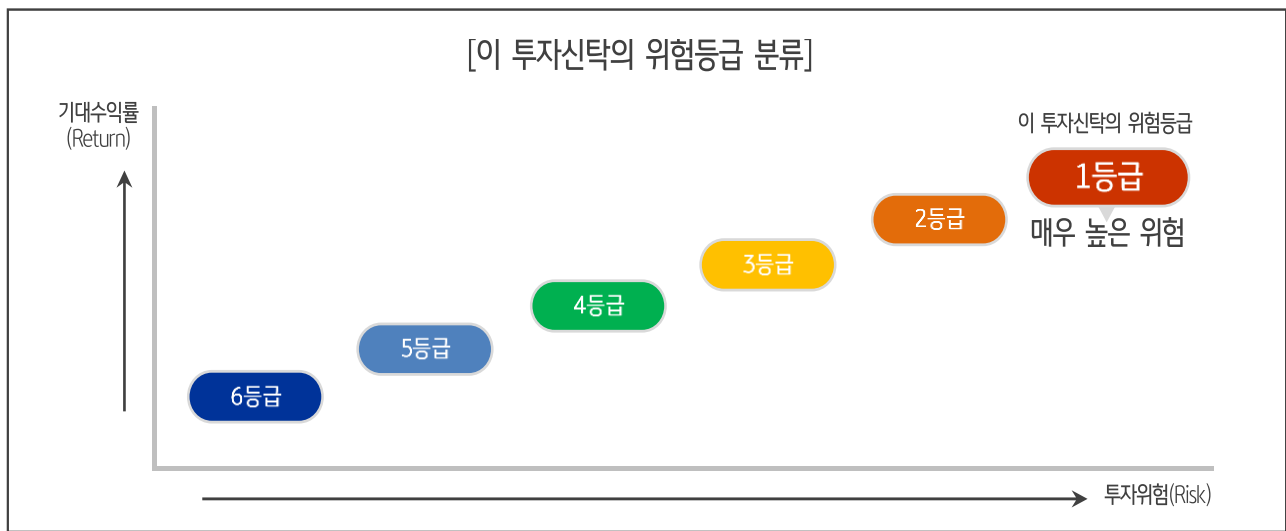 [이 투자신탁의 위험등급 분류]
기대수익률
(Return)
이 투자신탁의 위험등급
1등급
매우 높은 위험
2등급
3등급
4등급
5등급
6등급
투자위험(Risk)